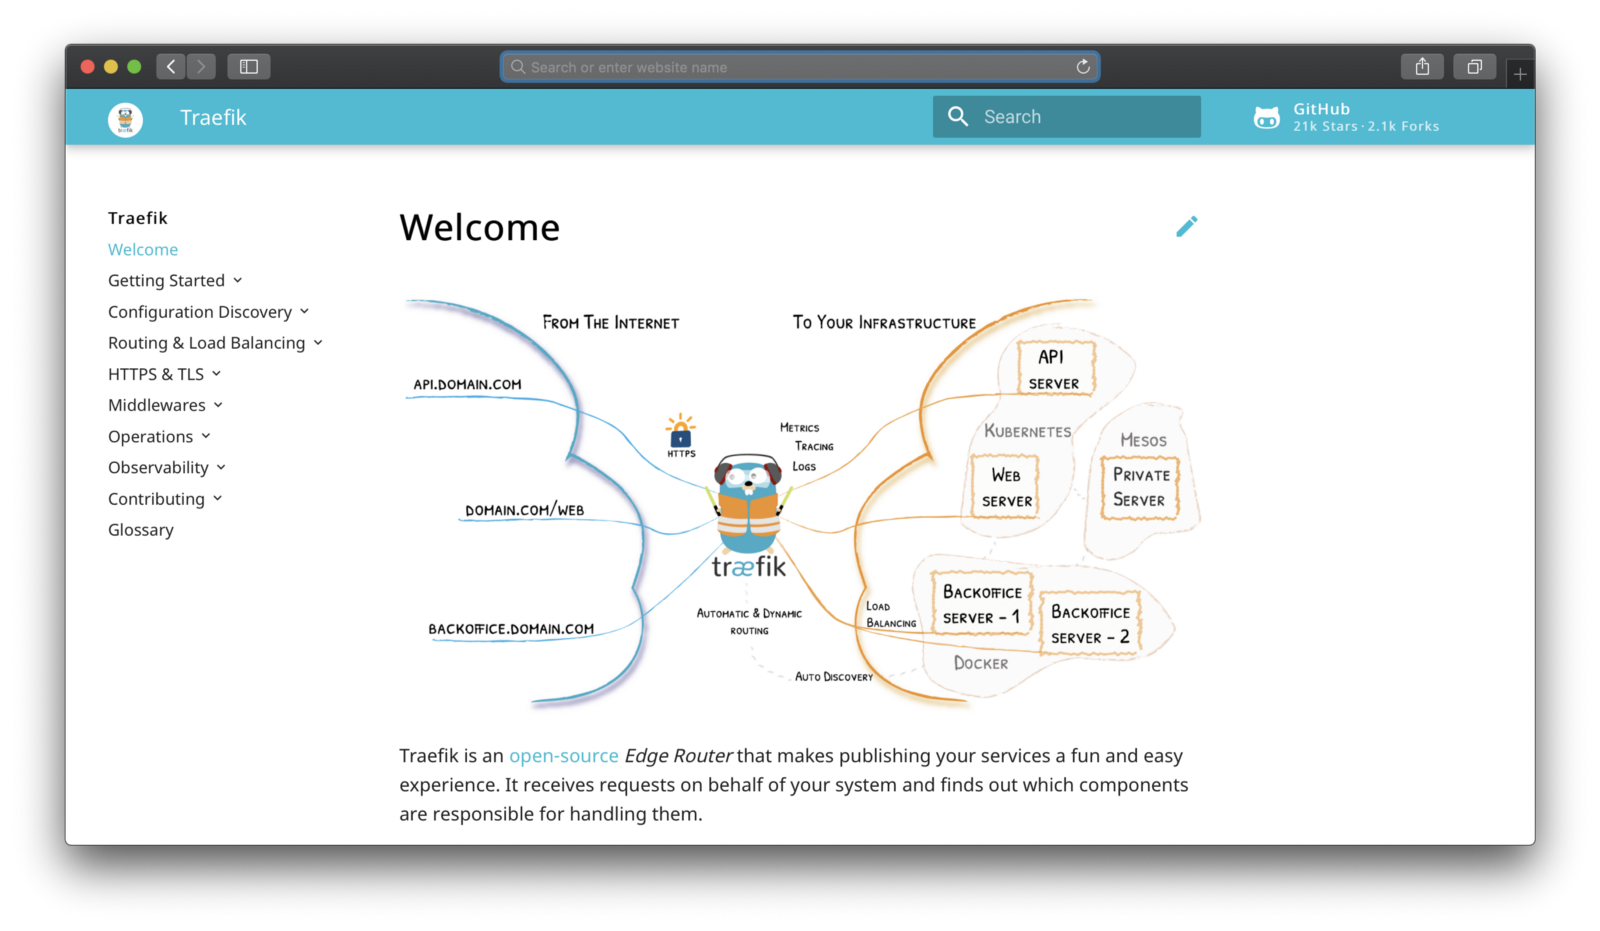 Search or enter website name
Traefik
Search
GitHub
21k Stars · 2.1k Forks
Traefik
Welcome
Getting Started
Configuration Discovery
Routing & Load Balancing
HTTPS & TLS
Middlewares
Operations
Observability
Contributing
Glossary
Welcome
From The Internet
To Your Infrastructure
API.DOMAIN.COM
DOMAIN.COM/WEB
BACKOFFICE.DOMAIN.COM
HTTPS
Metrics
Tracing
Logs
træfik
Automatic & Dynamic
routing
Auto Discovery
Load
Balancing
API
server
Kubernetes
Web
server
Mesos
Private
Server
Backoffice
server - 1
Backoffice
server - 2
Docker
Traefik is an open-source Edge Router that makes publishing your services a fun and easy
experience. It receives requests on behalf of your system and finds out which components
are responsible for handling them.